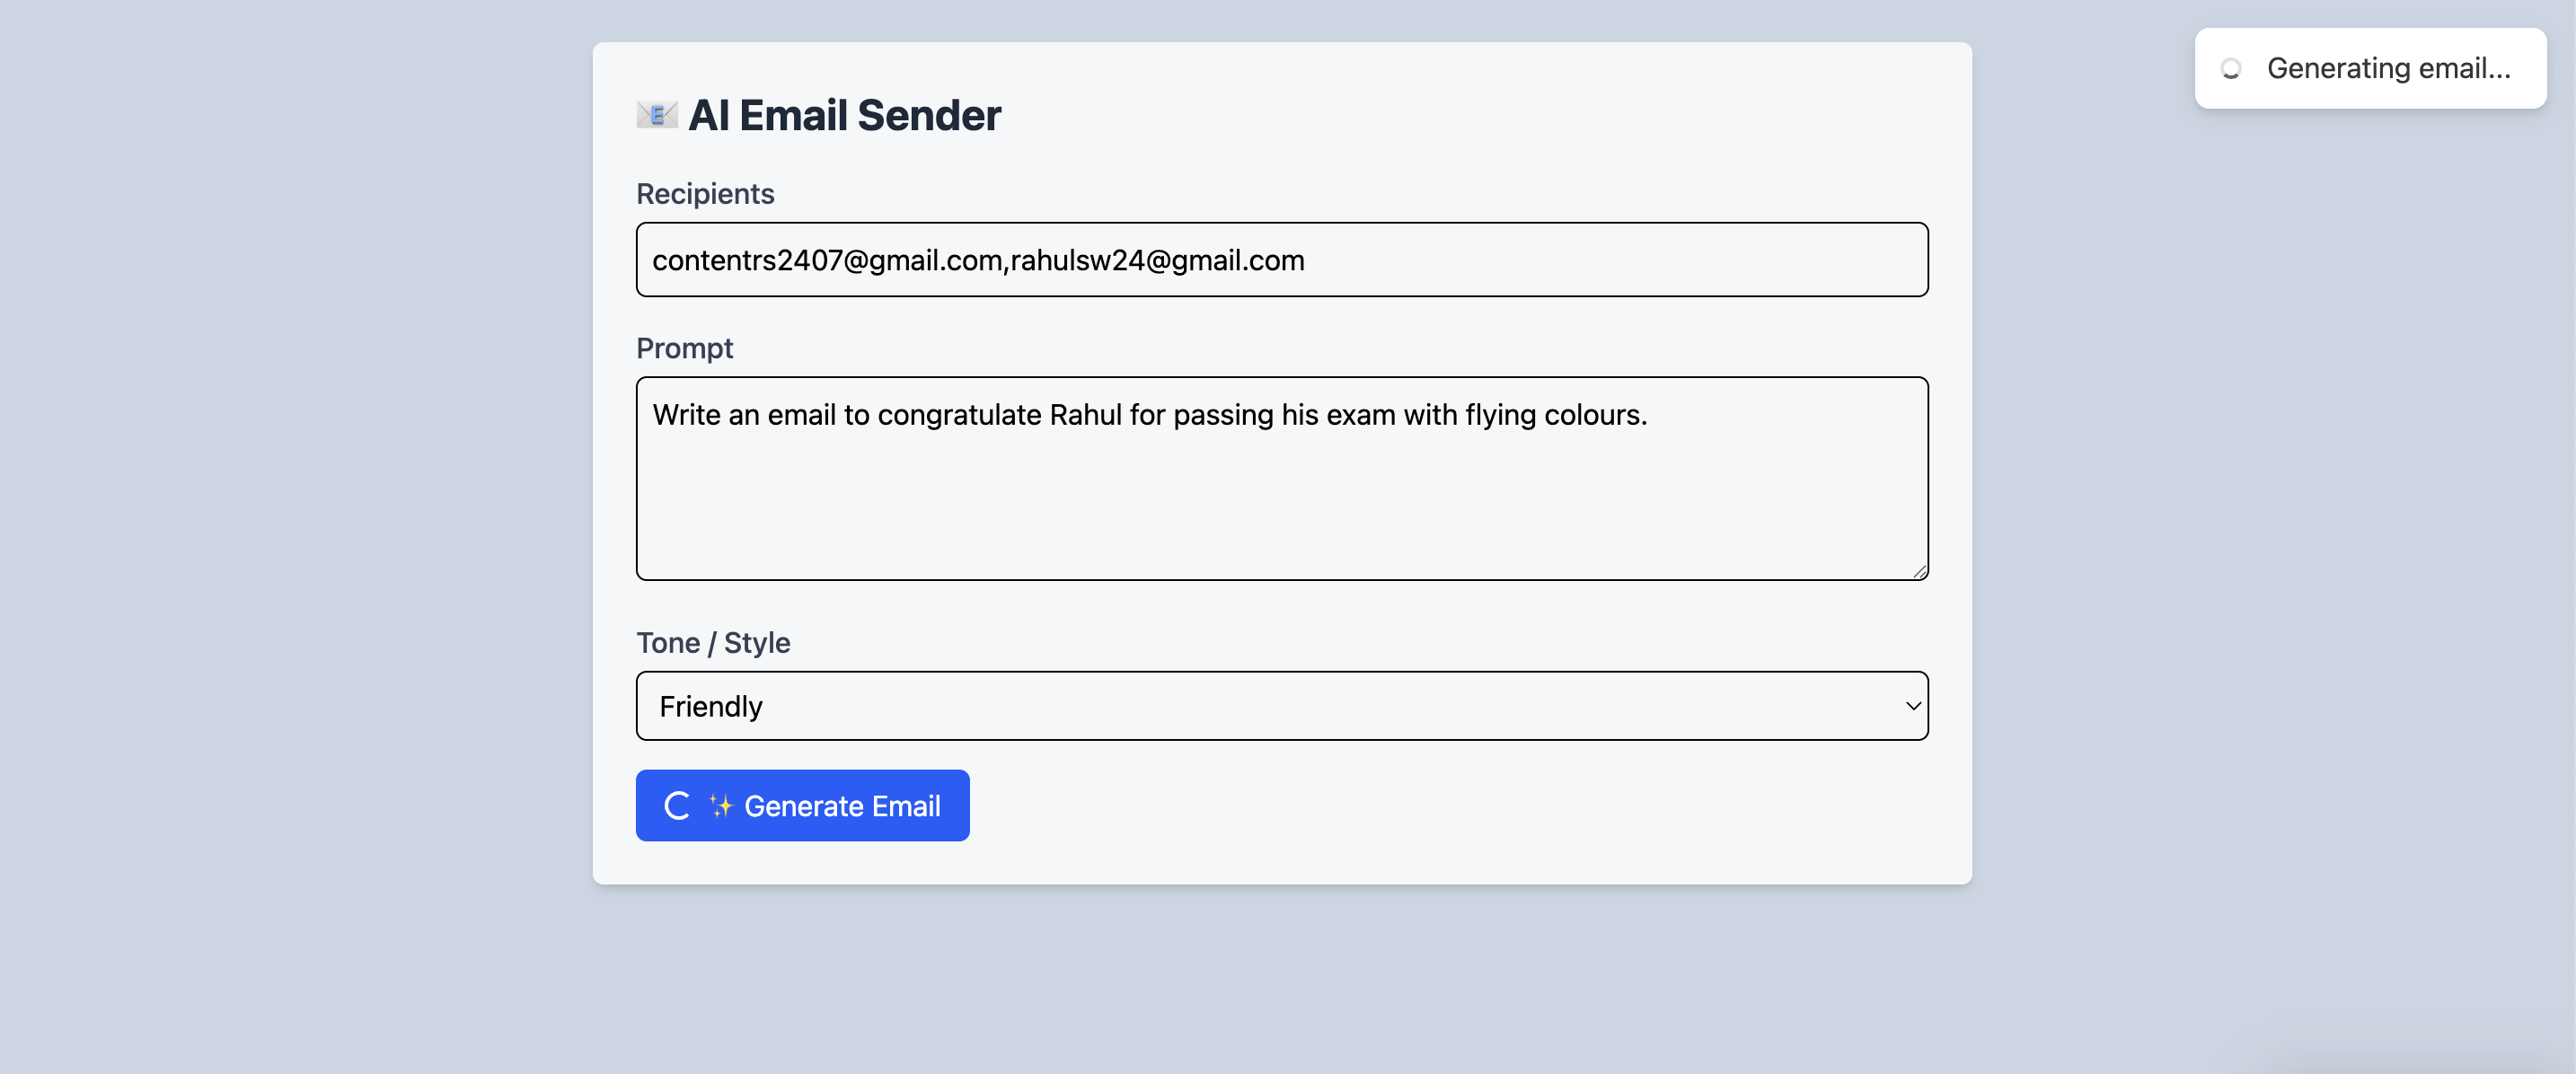 📧 AI Email Sender
Generating email...
Recipients
contentrs2407@gmail.com,rahulsw24@gmail.com
Prompt
Write an email to congratulate Rahul for passing his exam with flying colours.
Tone / Style
Friendly
✨ Generate Email